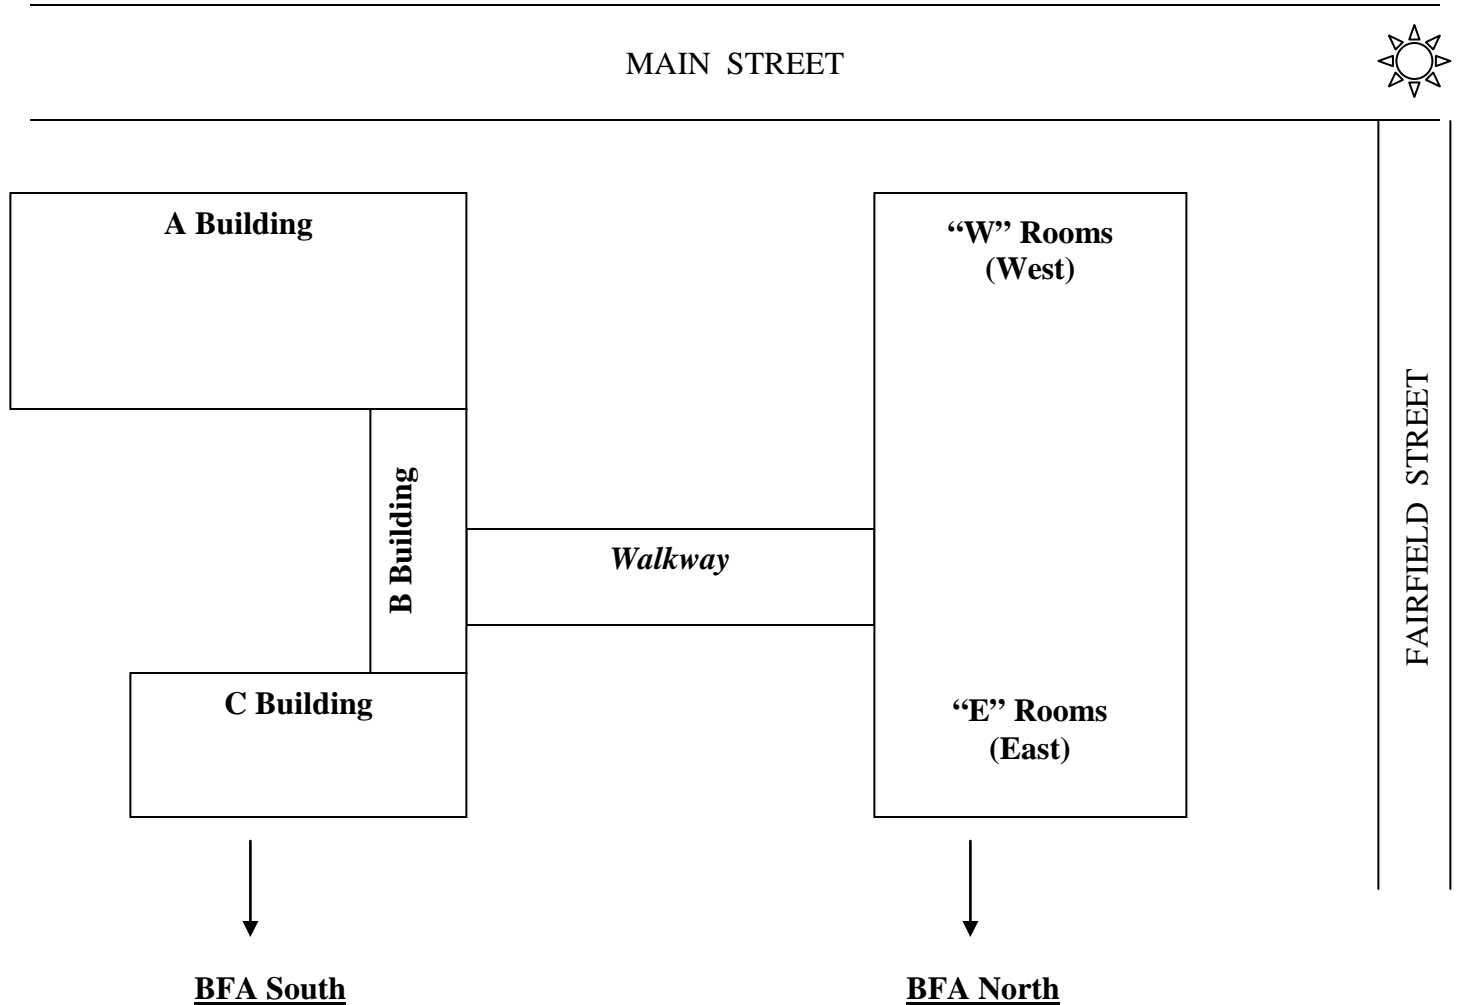 MAIN STREET
A Building
“W” Rooms
(West)
FAIRFIELD STREET
B Building
Walkway
C Building
“E” Rooms
(East)
BFA South
BFA North